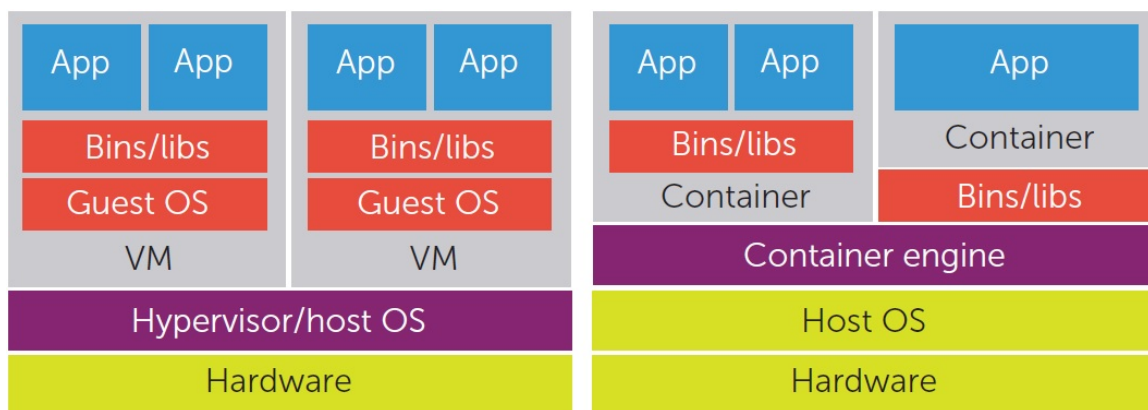 App App
Bins/libs
Guest OS
VM
App App
Bins/libs
Guest OS
VM
Hypervisor/host OS
Hardware
App App
Bins/libs
Container
App
Container
Bins/libs
Container engine
Host OS
Hardware